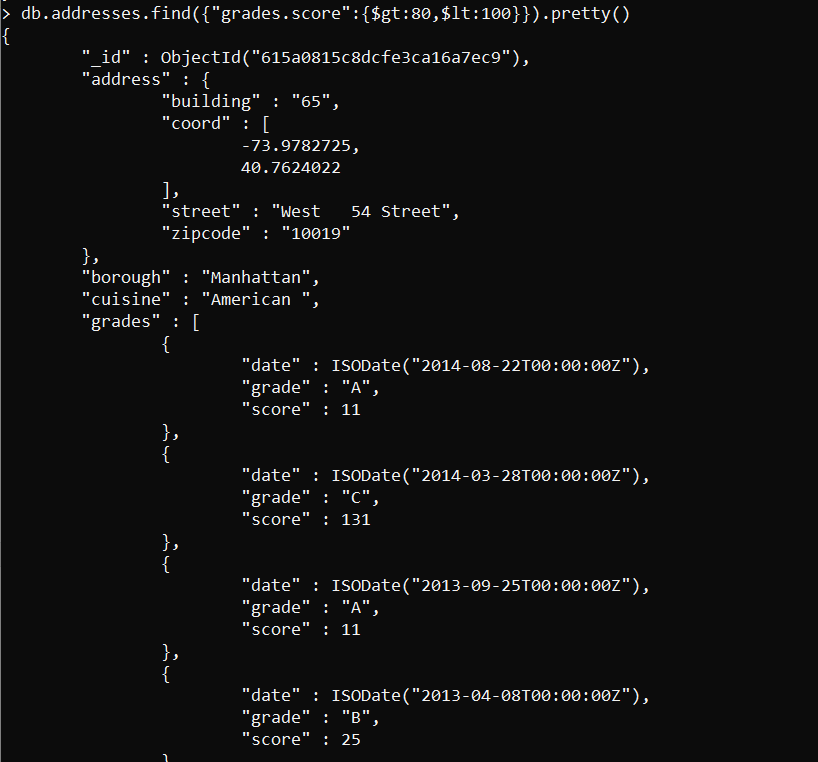 > db.addresses.find({"grades.score":{$gt:80,$lt:100}}).pretty()
{
"_id" : ObjectId("615a0815c8dcfe3ca16a7ec9"),
"address" : {
"building" : "65",
"coord" : [
-73.9782725,
40.7624022
],
"street" : "West   54 Street",
"zipcode" : "10019"
},
"borough" : "Manhattan",
"cuisine" : "American ",
"grades" : [
{
"date" : ISODate("2014-08-22T00:00:00Z"),
"grade" : "A",
"score" : 11
},
{
"date" : ISODate("2014-03-28T00:00:00Z"),
"grade" : "C",
"score" : 131
},
{
"date" : ISODate("2013-09-25T00:00:00Z"),
"grade" : "A",
"score" : 11
},
{
"date" : ISODate("2013-04-08T00:00:00Z"),
"grade" : "B",
"score" : 25